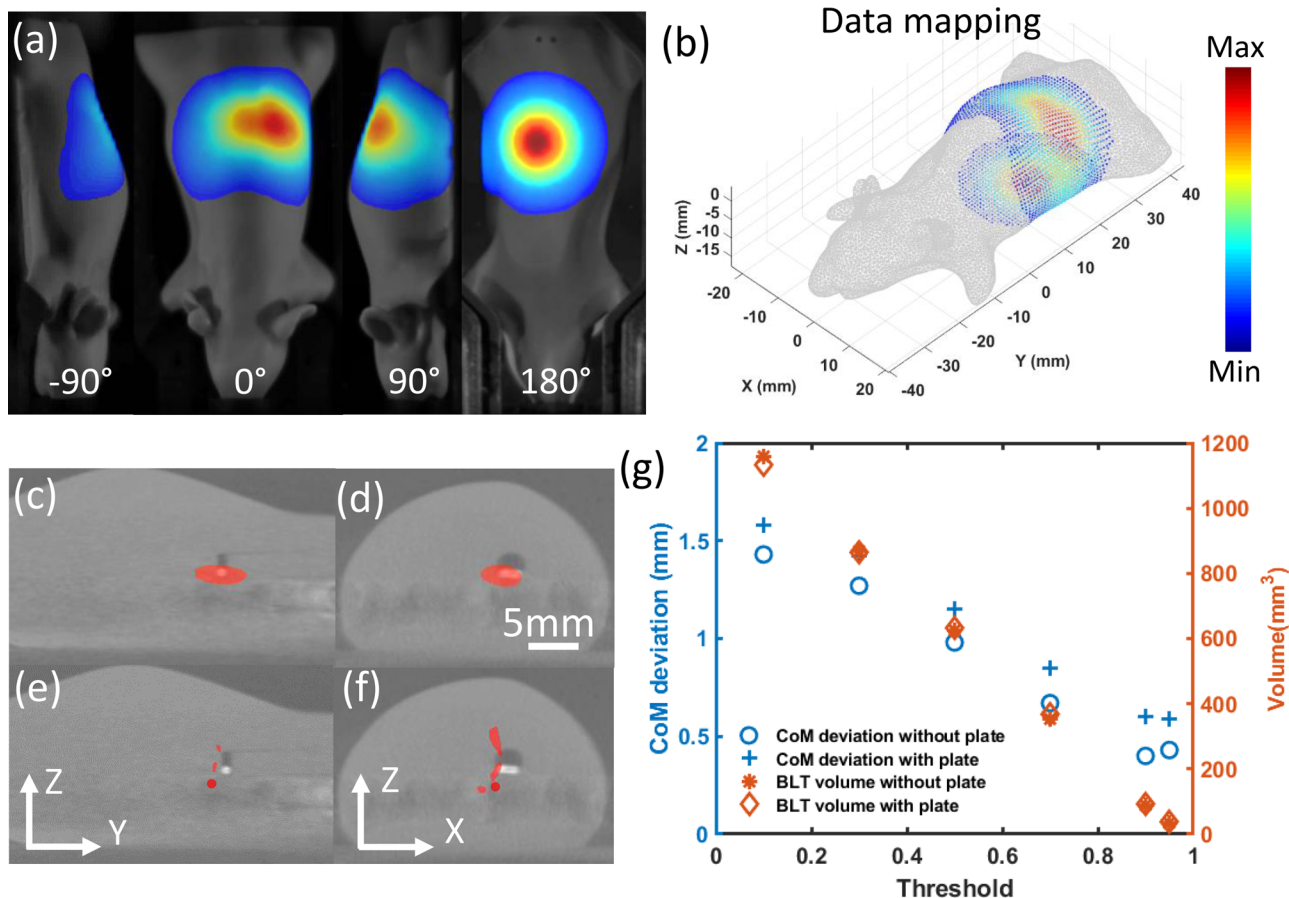 (a)
-90°
0°
90°
180°
(b)
Data mapping
Max
Min
0
-5
-10
-15
Z (mm)
-20
-10
0
10
20
X (mm)
-40
-30
-20
-10
0
10
20
30
40
Y (mm)
(c)
(d)
5mm
(e)
Z
Y
(f)
Z
X
(g)
2
1.5
1
0.5
0
CoM deviation (mm)
1200
1000
800
600
400
200
0
Volume(mm³)
CoM deviation without plate
CoM deviation with plate
BLT volume without plate
BLT volume with plate
0
0.2
0.4
0.6
0.8
1
Threshold